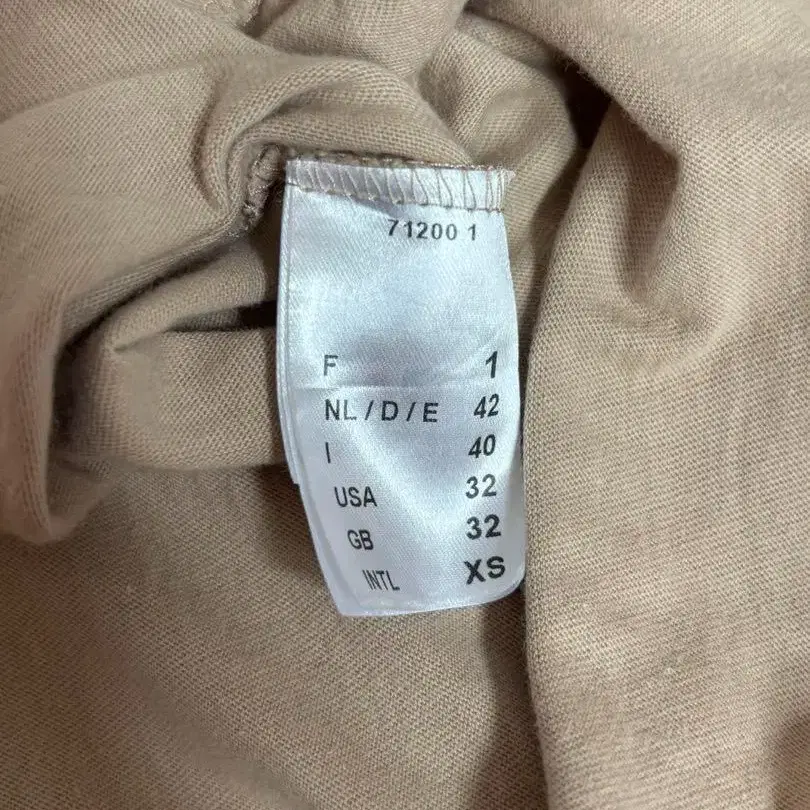 71200 1
F 1
NL / D / E 42
I 40
USA 32
GB 32
INTL XS